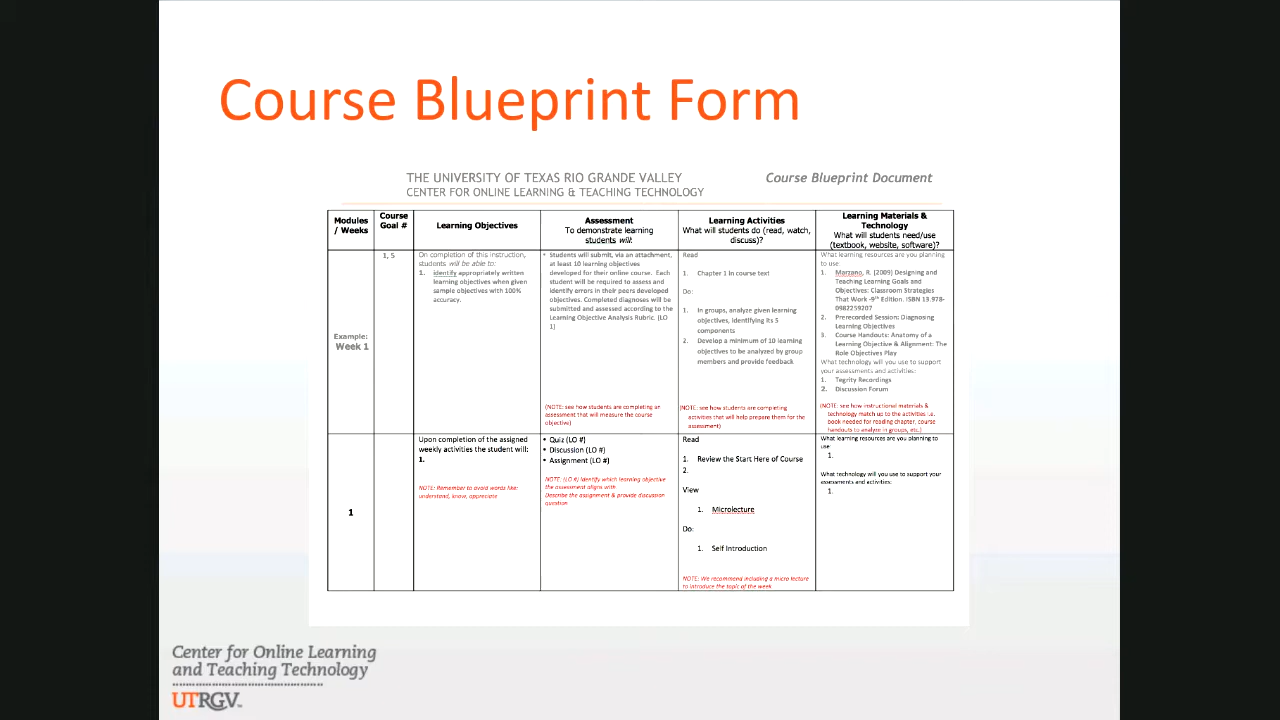 Course Blueprint Form
THE UNIVERSITY OF TEXAS RIO GRANDE VALLEY
CENTER FOR ONLINE LEARNING & TEACHING TECHNOLOGY
Course Blueprint Document
Modules
/ Weeks
Course
Goal #
Learning Objectives
Assessment
To demonstrate learning
students will:
Learning Activities
What will students do (read, watch,
discuss)?
Learning Materials &
Technology
What will students need/use
(textbook, website, software)?
Example:
Week 1
1, 5
On completion of this instruction,
students will be able to:
1. identify appropriately written
learning objectives when given
sample objectives with 100%
accuracy.
• Students will submit, via an attachment,
at least 10 learning objectives
developed for their online course. Each
student will be required to assess and
identify errors in their peers developed
objectives. Completed diagnoses will be
submitted and assessed according to the
Learning Objective Analysis Rubric. (LO
1)
(NOTE: see how students are completing an
assessment that will measure the course
objective)
Read
1. Chapter 1 in course text
Do:
1. In groups, analyze given learning
objectives, identifying its 5
components
2. Develop a minimum of 10 learning
objectives to be analyzed by group
members and provide feedback
(NOTE: see how students are completing
activities that will help prepare them for the
assessment)
What learning resources are you planning
to use.
1. Marzano, R. (2009) Designing and
Teaching Learning Goals and
Objectives: Classroom Strategies
That Work -9th Edition. ISBN 13.978-
0982259207
2. Prerecorded Session: Diagnosing
Learning Objectives
3. Course Handouts: Anatomy of a
Learning Objective & Alignment: The
Role Objectives Play
What technology will you use to support
your assessments and activities:
1. Tegrity Recordings
2. Discussion Forum
(NOTE: see how instructional materials &
technology match up to the activities i.e.
book needed for reading chapter, course
handouts to analyze in groups, etc.)
1
Upon completion of the assigned
weekly activities the student will:
1.
NOTE: Remember to avoid words like:
understand, know, appreciate
• Quiz (LO #)
• Discussion (LO #)
• Assignment (LO #)
NOTE. (LO #) Identify which learning objective
the assessment aligns with.
Describe the assignment & provide discussion
question
Read
1. Review the Start Here of Course
2.
View
1. Microlecture
Do:
1. Self Introduction
NOTE: We recommend including a micro lecture
to introduce the topic of the week
What learning resources are you planning to
use:
1.
What technology will you use to support your
assessments and activities:
1.
Center for Online Learning
and Teaching Technology
UTRGV